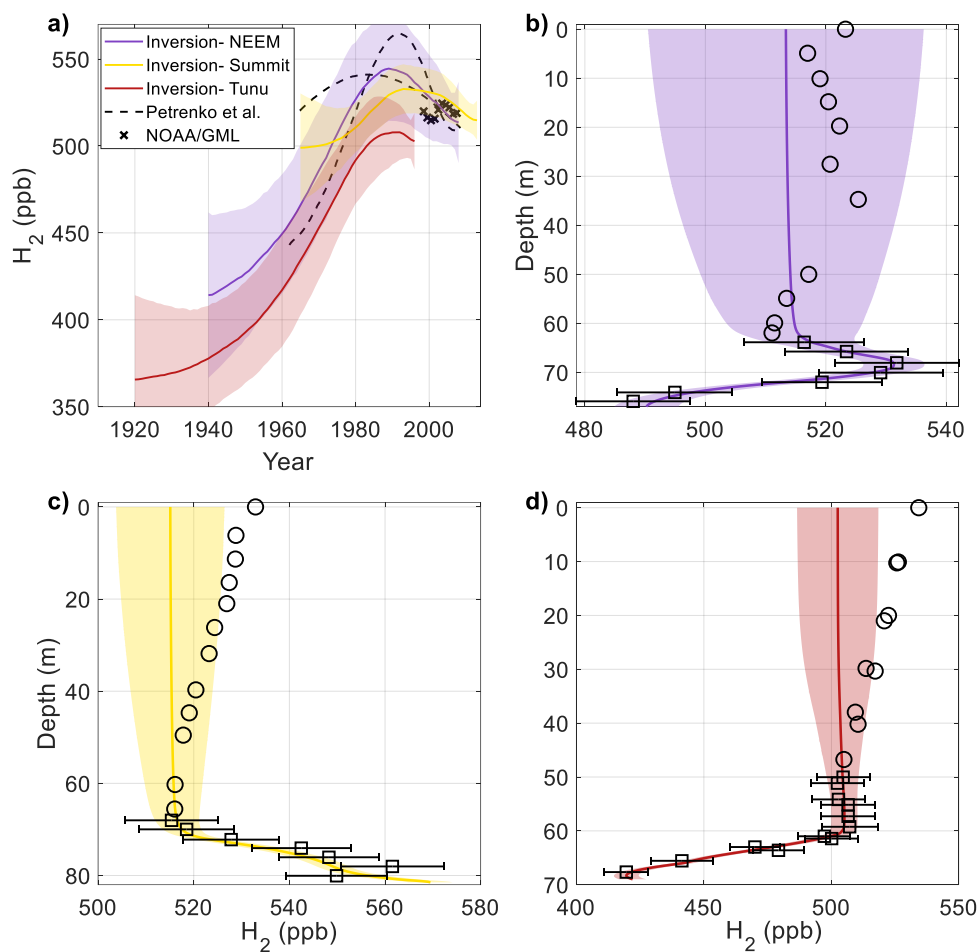 a)
550
500
450
400
350
H2 (ppb)
Inversion- NEEM
Inversion- Summit
Inversion- Tunu
Petrenko et al.
NOAA/GML
1920 1940 1960 1980 2000
Year
b)
0
10
20
30
40
50
60
70
Depth (m)
480 500 520 540
c)
0
20
40
60
80
Depth (m)
500 520 540 560 580
H2 (ppb)
d)
0
10
20
30
40
50
60
70
400 450 500 550
H2 (ppb)